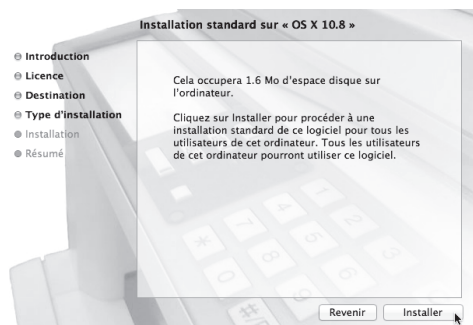 Installation standard sur « OS X 10.8 »
Introduction
Licence
Destination
Type d'installation
Installation
Résumé
Cela occupera 1.6 Mo d'espace disque sur
l'ordinateur.
Cliquez sur Installer pour procéder à une
installation standard de ce logiciel pour tous les
utilisateurs de cet ordinateur. Tous les utilisateurs
de cet ordinateur pourront utiliser ce logiciel.
Revenir
Installer